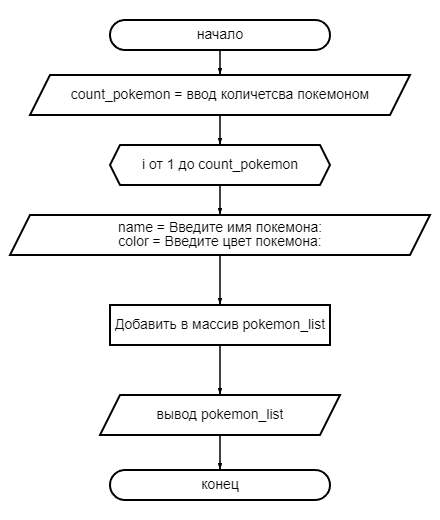 начало
count_pokemon = ввод количетсва покемоном
i от 1 до count_pokemon
name = Введите имя покемона:
color = Введите цвет покемона:
Добавить в массив pokemon_list
вывод pokemon_list
конец